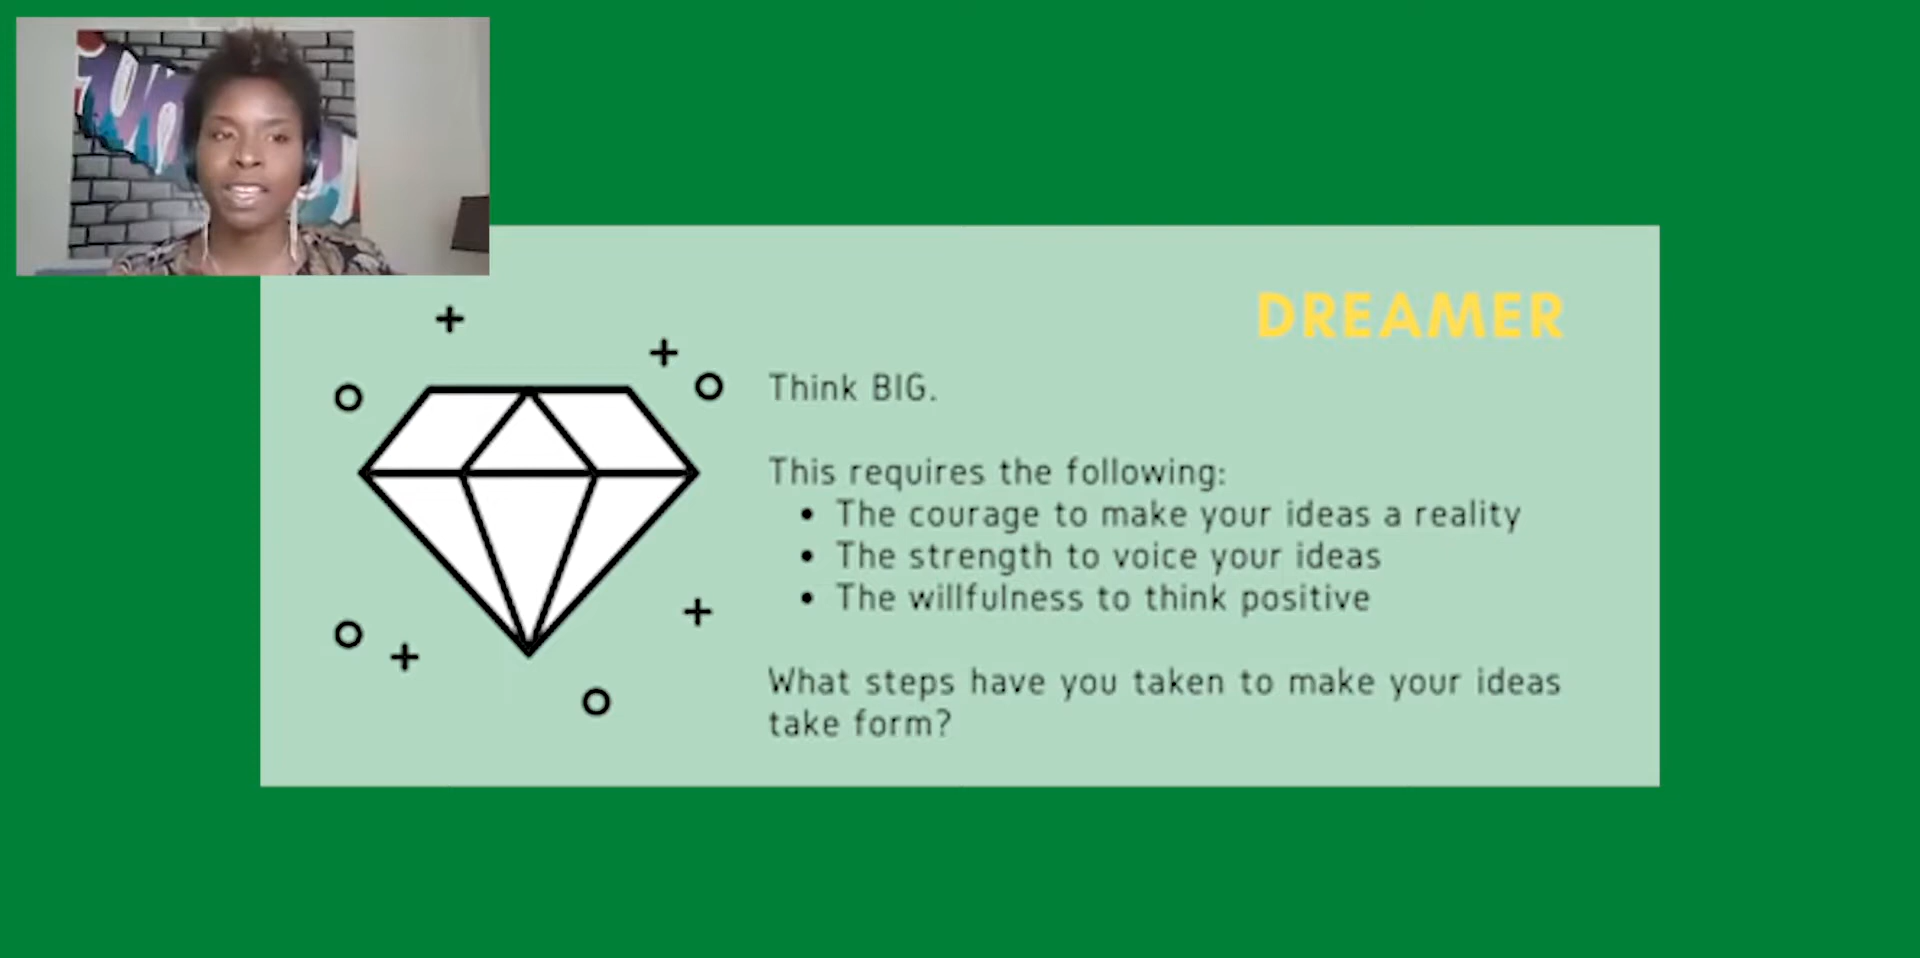 DREAMER
Think BIG.
This requires the following:
• The courage to make your ideas a reality
• The strength to voice your ideas
• The willfulness to think positive
What steps have you taken to make your ideas
take form?